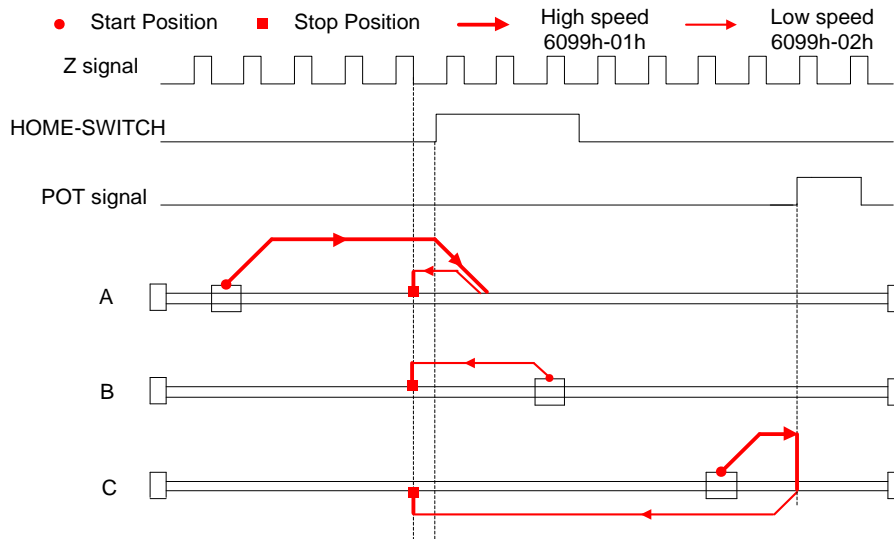 Start Position
Stop Position
High speed
6099h-01h
Low speed
6099h-02h
Z signal
HOME-SWITCH
POT signal
A
B
C